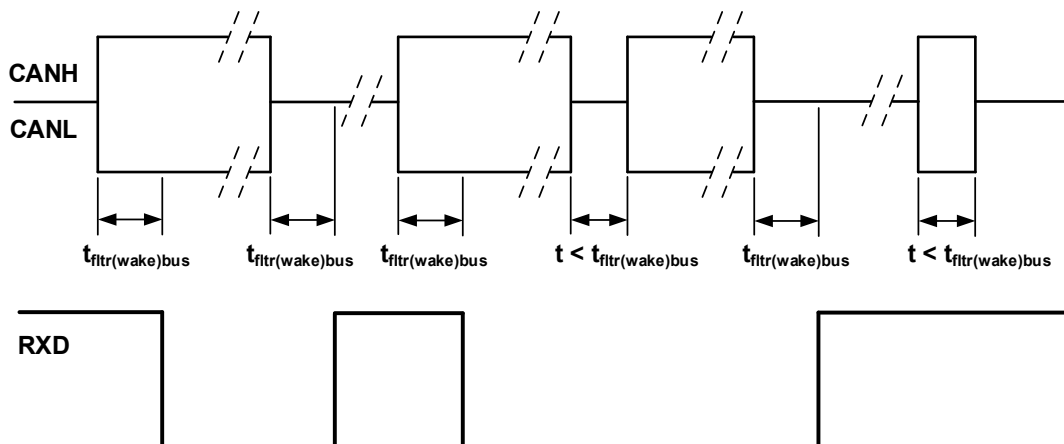 CANH
CANL
tfltr(wake)bus
tfltr(wake)bus
tfltr(wake)bus
t < tfltr(wake)bus
tfltr(wake)bus
t < tfltr(wake)bus
RXD